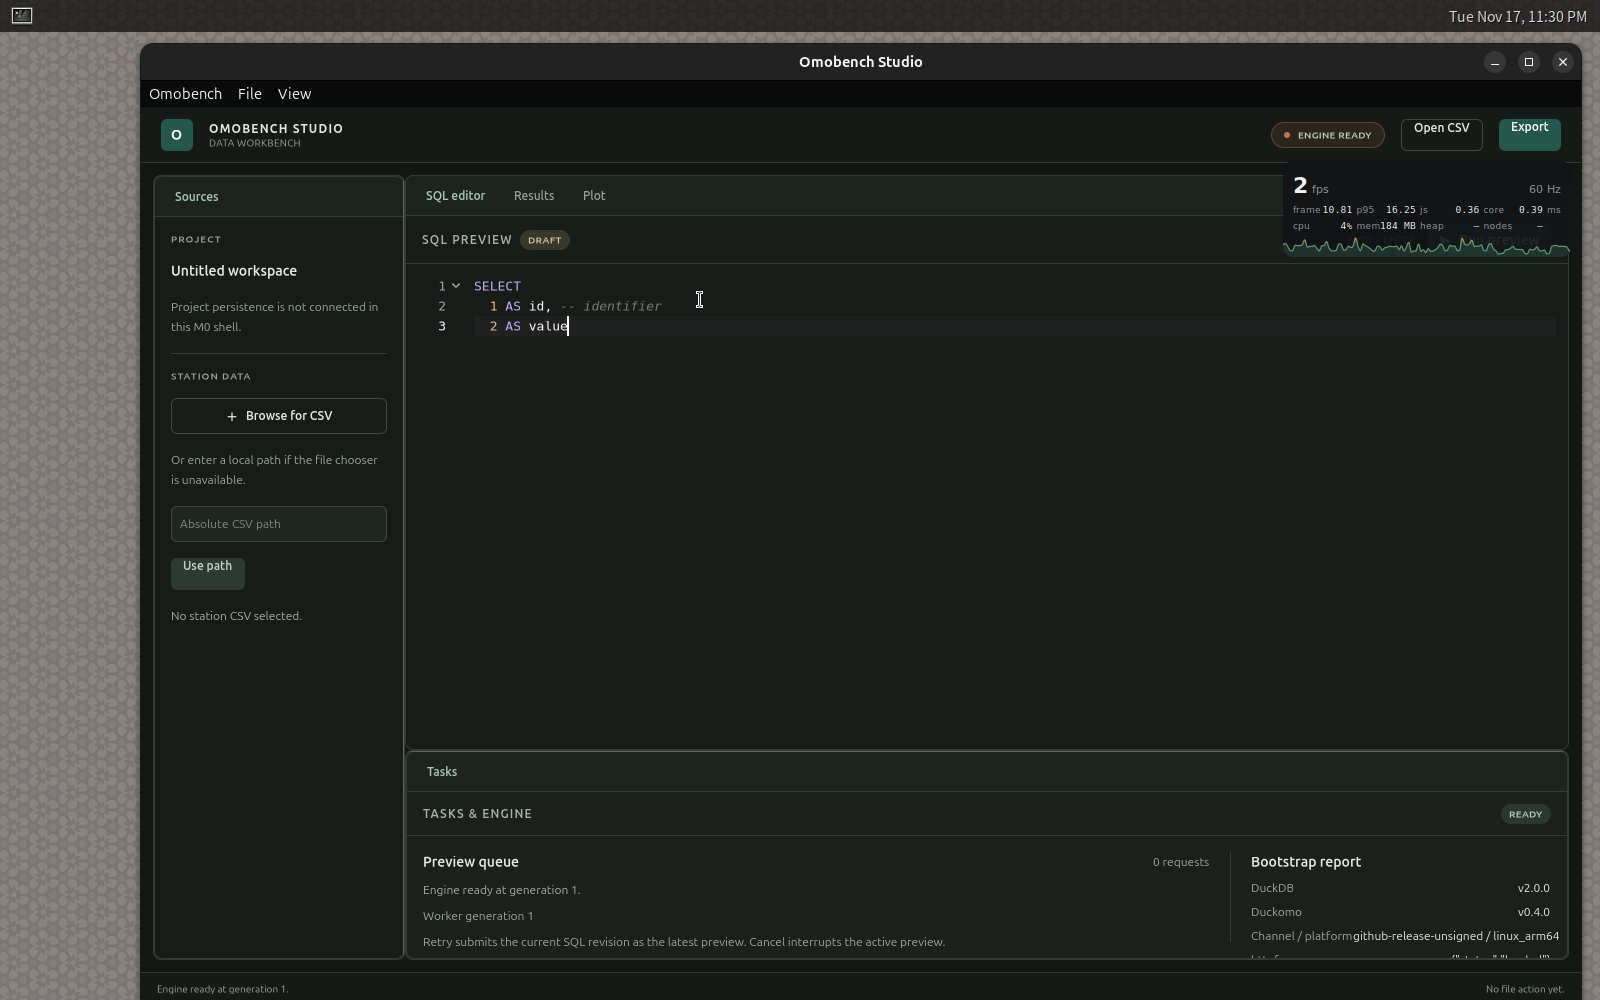 Tue Nov 17, 11:30 PM
Omobench Studio
Omobench File View
O
OMOBENCH STUDIO
DATA WORKBENCH
ENGINE READY
Open CSV
Export
Sources
SQL editor Results Plot
2 fps 60 Hz
frame 10.81 p95 16.25 js 0.36 core 0.39 ms
cpu 4% mem 184 MB heap – nodes –
PROJECT
Untitled workspace
Project persistence is not connected in
this M0 shell.
STATION DATA
+ Browse for CSV
Or enter a local path if the file chooser
is unavailable.
Absolute CSV path
Use path
No station CSV selected.
SQL PREVIEW DRAFT
1 SELECT
2 1 AS id, -- identifier
3 2 AS value
Tasks
TASKS & ENGINE READY
Preview queue 0 requests
Engine ready at generation 1.
Worker generation 1
Retry submits the current SQL revision as the latest preview. Cancel interrupts the active preview.
Bootstrap report
DuckDB v2.0.0
Duckomo v0.4.0
Channel / platform github-release-unsigned / linux_arm64
Engine ready at generation 1. No file action yet.